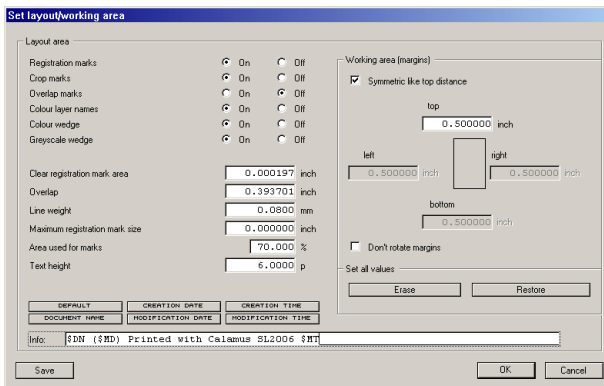 Set layout/working area
Layout area
Registration marks On Off
Crop marks On Off
Overlap marks On Off
Colour layer names On Off
Colour wedge On Off
Greyscale wedge On Off
Clear registration mark area 0.000197 inch
Overlap 0.393701 inch
Line weight 0.0800 mm
Maximum registration mark size 0.000000 inch
Area used for marks 70.000 %
Text height 6.0000 p
DEFAULT CREATION DATE CREATION TIME
DOCUMENT NAME MODIFICATION DATE MODIFICATION TIME
Working area (margins)
Symmetric like top distance
top
0.500000 inch
left right
0.500000 inch 0.500000 inch
bottom
0.500000 inch
Don't rotate margins
Set all values
Erase Restore
Info: $DN ($MD) Printed with Calamus SL2006 $MT
Save OK Cancel